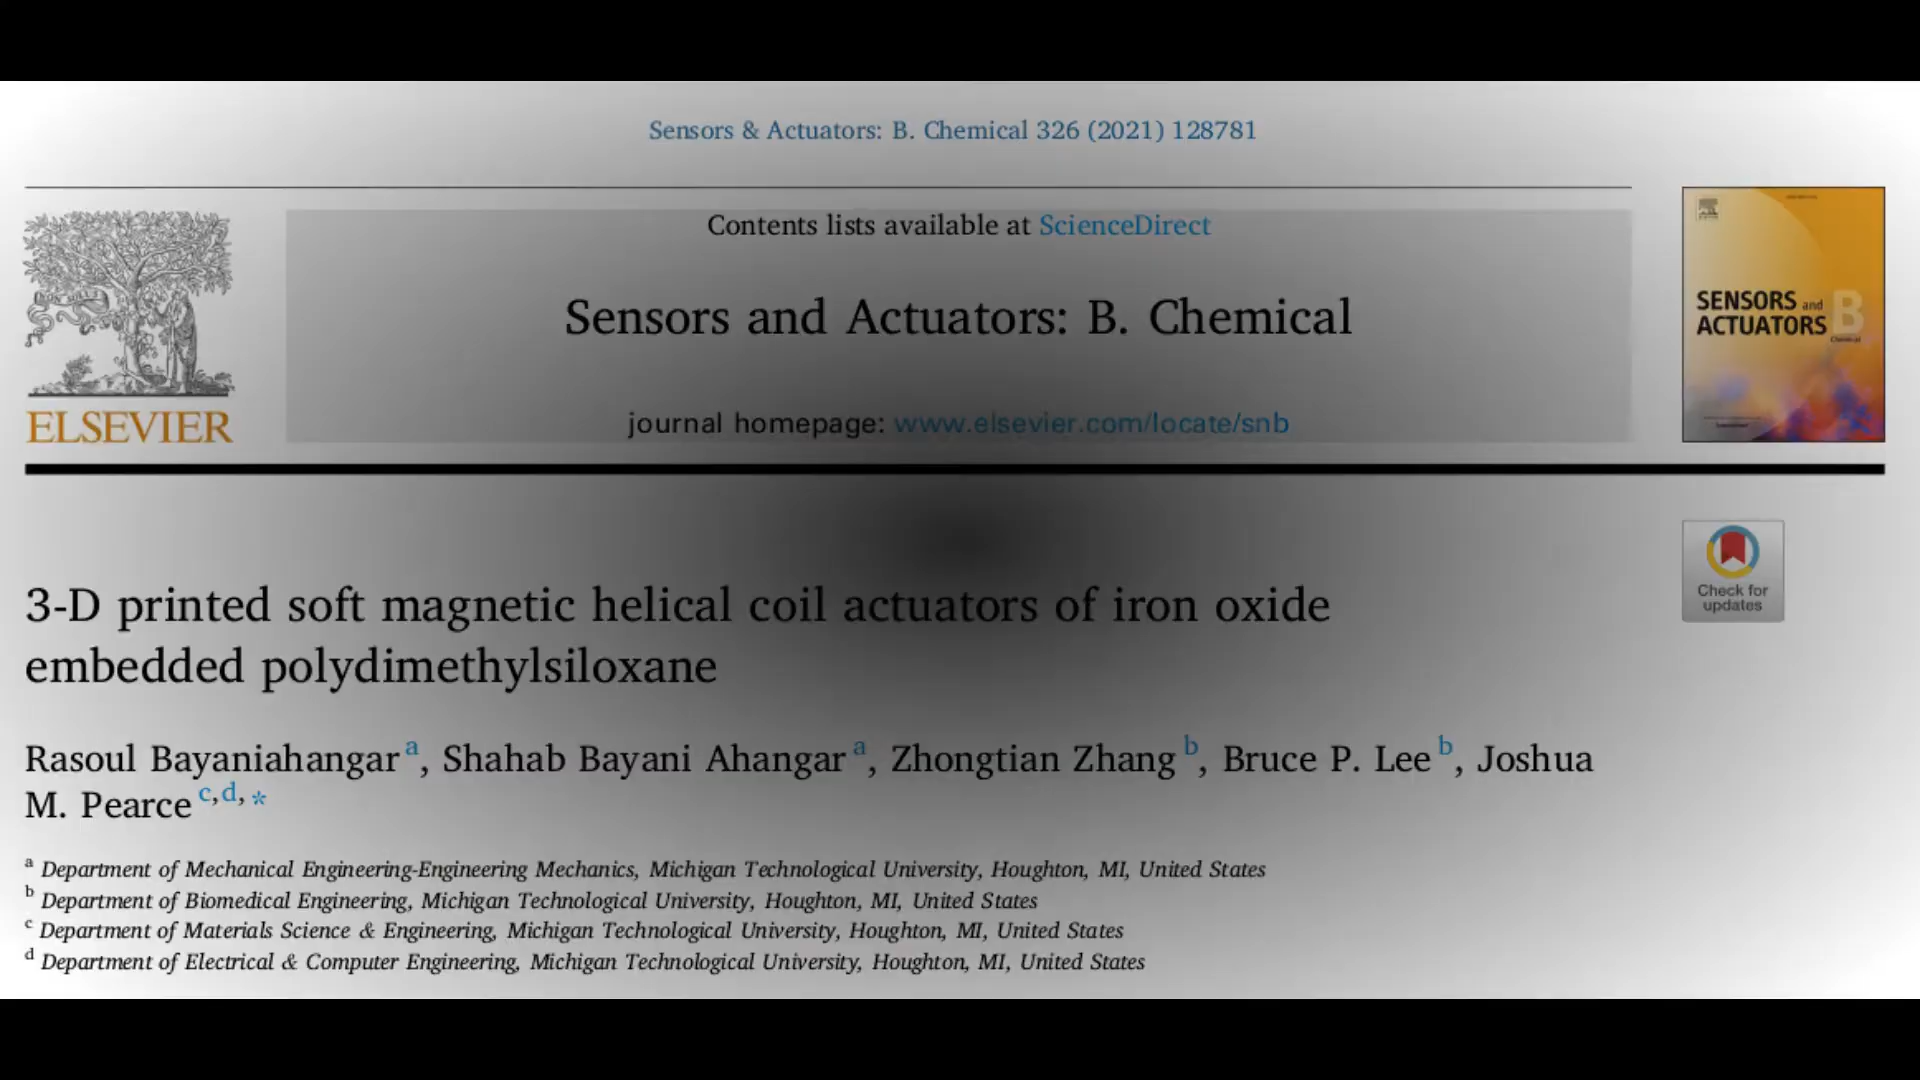 Sensors & Actuators: B. Chemical 326 (2021) 128781
Contents lists available at ScienceDirect
Sensors and Actuators: B. Chemical
journal homepage: www.elsevier.com/locate/snb
NON SOLUS
ELSEVIER
SENSORS and
ACTUATORS B
Chemical
Check for
updates
3-D printed soft magnetic helical coil actuators of iron oxide
embedded polydimethylsiloxane
Rasoul Bayaniahangar a, Shahab Bayani Ahangar a, Zhongtian Zhang b, Bruce P. Lee b, Joshua
M. Pearce c,d,*
a Department of Mechanical Engineering-Engineering Mechanics, Michigan Technological University, Houghton, MI, United States
b Department of Biomedical Engineering, Michigan Technological University, Houghton, MI, United States
c Department of Materials Science & Engineering, Michigan Technological University, Houghton, MI, United States
d Department of Electrical & Computer Engineering, Michigan Technological University, Houghton, MI, United States